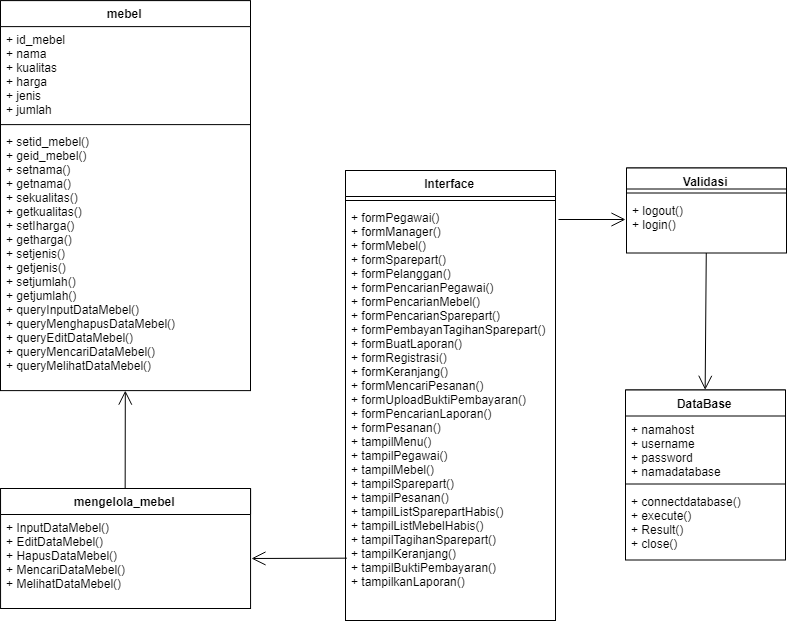 mebel
+ id_mebel
+ nama
+ kualitas
+ harga
+ jenis
+ jumlah
+ setid_mebel()
+ geid_mebel()
+ setnama()
+ getnama()
+ sekualitas()
+ getkualitas()
+ setIharga()
+ getharga()
+ setjenis()
+ getjenis()
+ setjumlah()
+ getjumlah()
+ queryInputDataMebel()
+ queryMenghapusDataMebel()
+ queryEditDataMebel()
+ queryMencariDataMebel()
+ queryMelihatDataMebel()
mengelola_mebel
+ InputDataMebel()
+ EditDataMebel()
+ HapusDataMebel()
+ MencariDataMebel()
+ MelihatDataMebel()
Interface
+ formPegawai()
+ formManager()
+ formMebel()
+ formSparepart()
+ formPelanggan()
+ formPencarianPegawai()
+ formPencarianMebel()
+ formPencarianSparepart()
+ formPembayanTagihanSparepart()
+ formBuatLaporan()
+ formRegistrasi()
+ formKeranjang()
+ formMencariPesanan()
+ formUploadBuktiPembayaran()
+ formPencarianLaporan()
+ formPesanan()
+ tampilMenu()
+ tampilPegawai()
+ tampilMebel()
+ tampilSparepart()
+ tampilPesanan()
+ tampilListSparepartHabis()
+ tampilListMebelHabis()
+ tampilTagihanSparepart()
+ tampilKeranjang()
+ tampilBuktiPembayaran()
+ tampilkanLaporan()
Validasi
+ logout()
+ login()
DataBase
+ namahost
+ username
+ password
+ namadatabase
+ connectdatabase()
+ execute()
+ Result()
+ close()